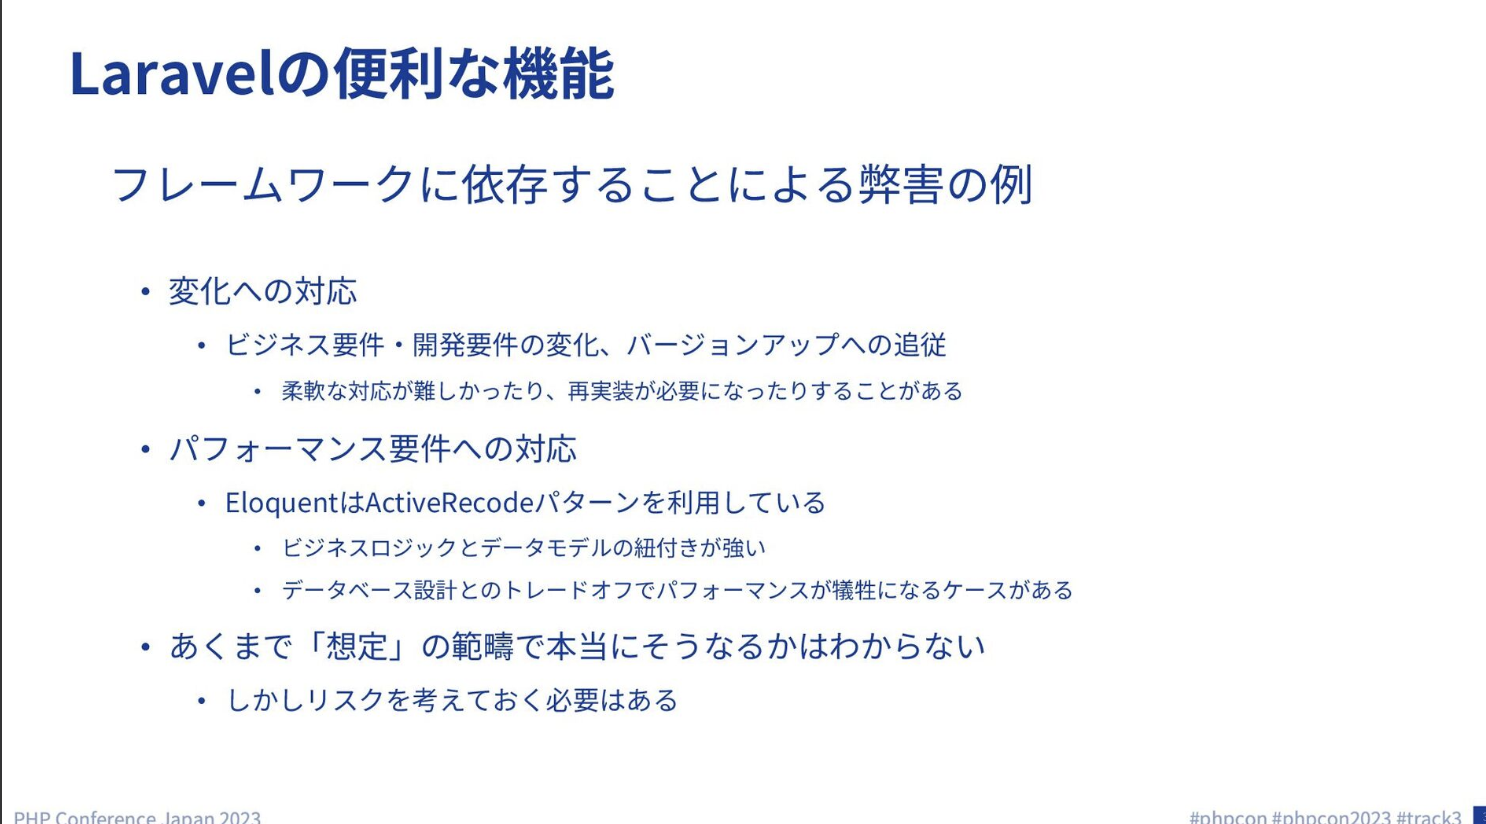 Laravelの便利な機能
フレームワークに依存することによる弊害の例
• 変化への対応
• ビジネス要件・開発要件の変化、バージョンアップへの追従
• 柔軟な対応が難しかったり、再実装が必要になったりすることがある
• パフォーマンス要件への対応
• EloquentはActiveRecodeパターンを利用している
• ビジネスロジックとデータモデルの紐付きが強い
• データベース設計とのトレードオフでパフォーマンスが犠牲になるケースがある
• あくまで「想定」の範疇で本当にそうなるかはわからない
• しかしリスクを考えておく必要はある
PHP Conference Japan 2023
#phpcon #phpcon2023 #track3